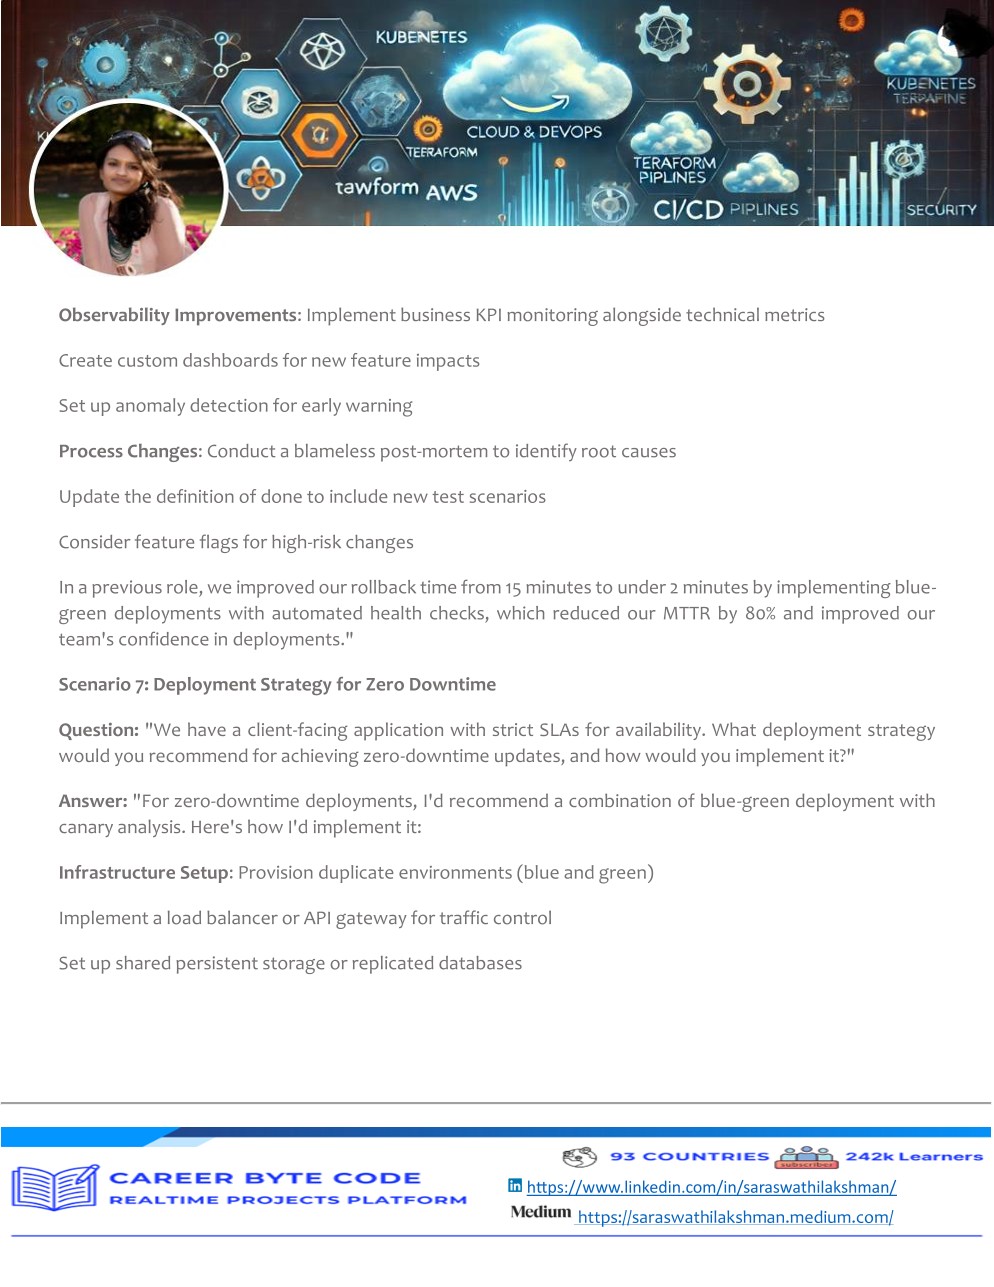 KUBENETES
CLOUD & DEVOPS
TEERAFORM
tawform AWS
TERAFORM
PIPLINES
CI/CD PIPLINES
KUBENETES
TERPAFINE
SECURITY
Observability Improvements: Implement business KPI monitoring alongside technical metrics
Create custom dashboards for new feature impacts
Set up anomaly detection for early warning
Process Changes: Conduct a blameless post-mortem to identify root causes
Update the definition of done to include new test scenarios
Consider feature flags for high-risk changes
In a previous role, we improved our rollback time from 15 minutes to under 2 minutes by implementing blue-
green deployments with automated health checks, which reduced our MTTR by 80% and improved our
team's confidence in deployments."
Scenario 7: Deployment Strategy for Zero Downtime
Question: "We have a client-facing application with strict SLAs for availability. What deployment strategy
would you recommend for achieving zero-downtime updates, and how would you implement it?"
Answer: "For zero-downtime deployments, I'd recommend a combination of blue-green deployment with
canary analysis. Here's how I'd implement it:
Infrastructure Setup: Provision duplicate environments (blue and green)
Implement a load balancer or API gateway for traffic control
Set up shared persistent storage or replicated databases
CAREER BYTE CODE
REALTIME PROJECTS PLATFORM
93 COUNTRIES
subscriber
242k Learners
https://www.linkedin.com/in/saraswathilakshman/
Medium https://saraswathilakshman.medium.com/